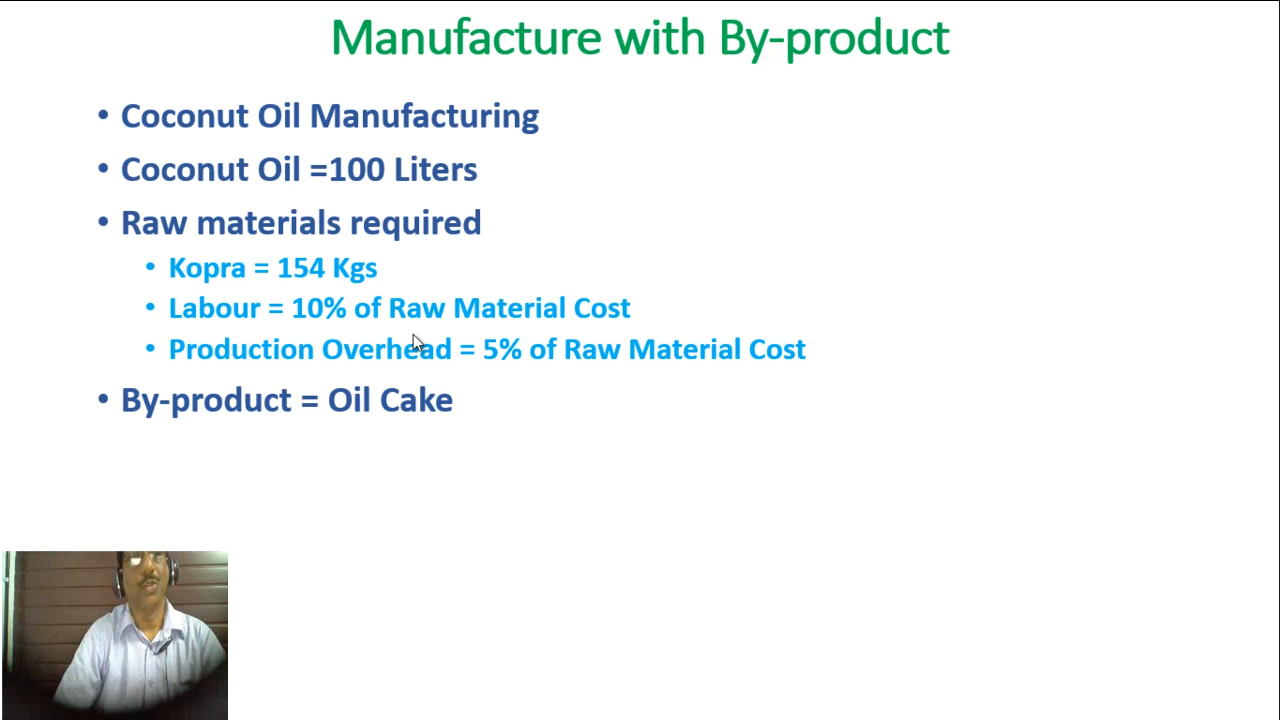 Manufacture with By-product
• Coconut Oil Manufacturing
• Coconut Oil =100 Liters
• Raw materials required
• Kopra = 154 Kgs
• Labour = 10% of Raw Material Cost
• Production Overhead = 5% of Raw Material Cost
• By-product = Oil Cake